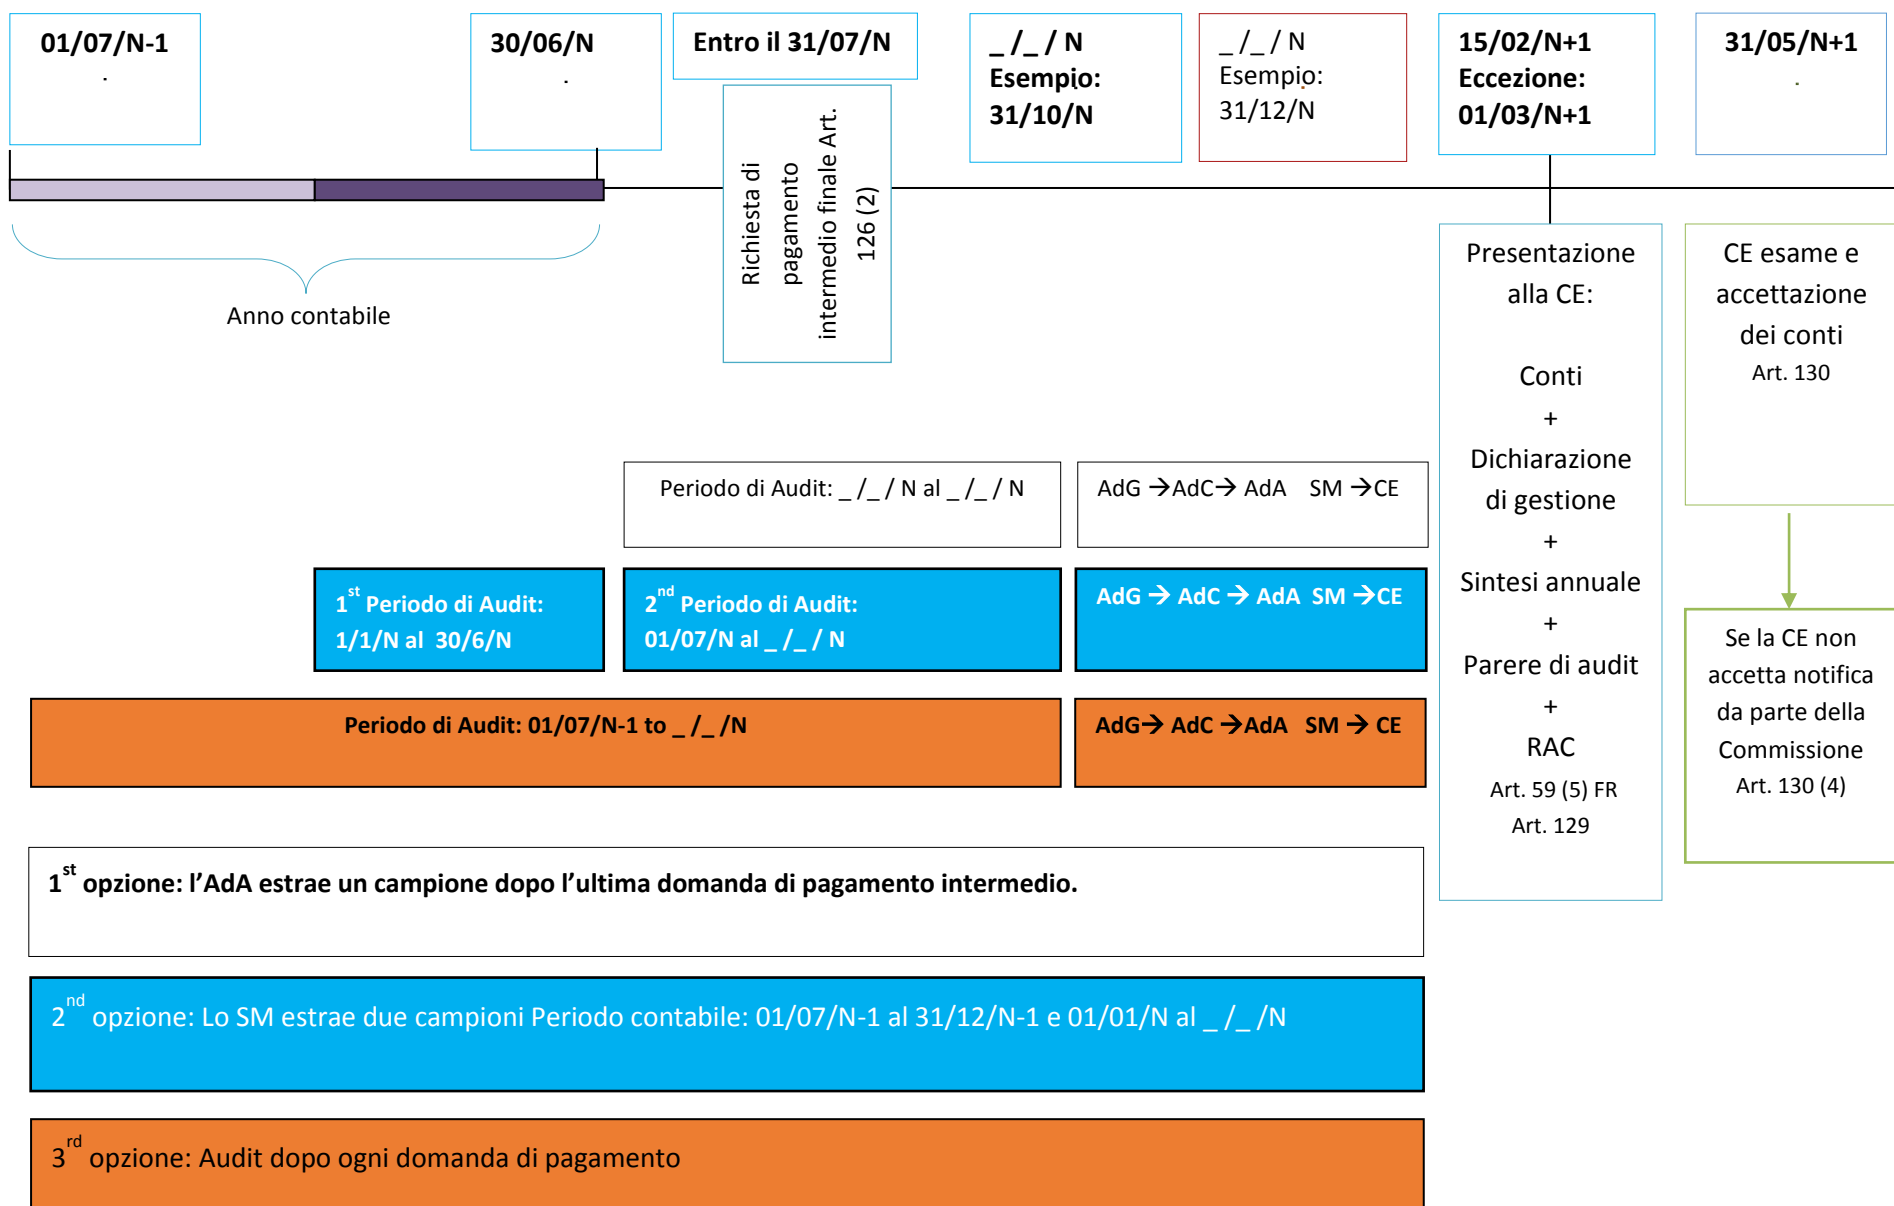 01/07/N-1
.
30/06/N
.
Entro il 31/07/N
_ /_ / N
Esempio:
31/10/N
_ /_ / N
Esempio:
31/12/N
15/02/N+1
Eccezione:
01/03/N+1
31/05/N+1
.
Richiesta di
pagamento
intermedio finale Art.
126 (2)
Anno contabile
Presentazione
alla CE:
Conti
+
Dichiarazione
di gestione
+
Sintesi annuale
+
Parere di audit
+
RAC
Art. 59 (5) FR
Art. 129
CE esame e
accettazione
dei conti
Art. 130
Se la CE non
accetta notifica
da parte della
Commissione
Art. 130 (4)
Periodo di Audit: _ /_ / N al _ /_ / N
AdG →AdC→ AdA SM →CE
1st Periodo di Audit:
1/1/N al 30/6/N
2nd Periodo di Audit:
01/07/N al _ /_ / N
AdG → AdC → AdA SM →CE
Periodo di Audit: 01/07/N-1 to _ /_ /N
AdG→ AdC →AdA SM → CE
1st opzione: l’AdA estrae un campione dopo l’ultima domanda di pagamento intermedio.
2nd opzione: Lo SM estrae due campioni Periodo contabile: 01/07/N-1 al 31/12/N-1 e 01/01/N al _ /_ /N
3rd opzione: Audit dopo ogni domanda di pagamento